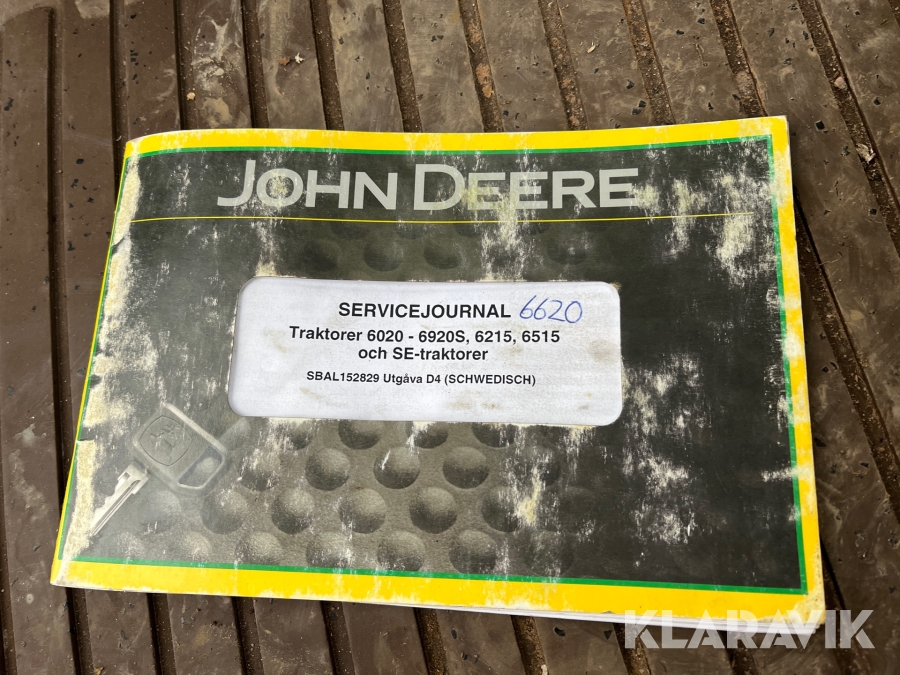 JOHN DEERE
SERVICEJOURNAL 6620
Traktorer 6020 - 6920S, 6215, 6515
och SE-traktorer
SBAL152829 Utgåva D4 (SCHWEDISCH)
KLARAVIK